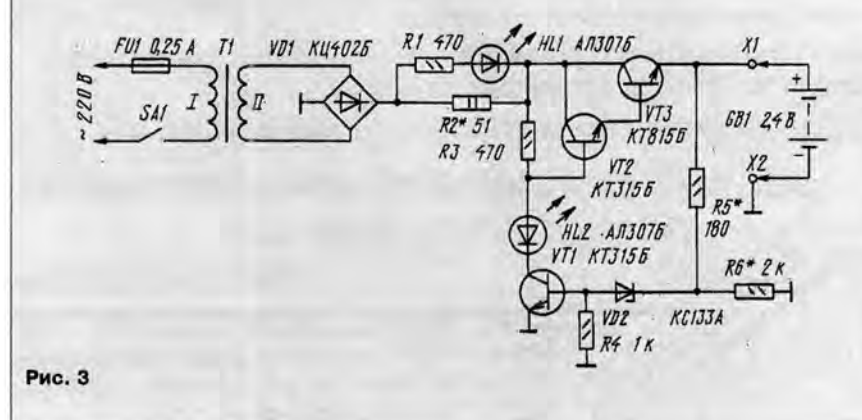 FU1 0,25 А T1 VD1 КЦ402Б
R1 470 HL1 АЛ307Б X1
~ 220 В
SA1
I
II
R2* 51
R3 470
VT3
КТ815Б
VT2
КТ315Б
+
GB1 2,4 В
-
X2
R5*
180
HL2 АЛ307Б
VT1 КТ315Б
R6* 2 к
VD2 КС133А
R4 1 к
Рис. 3